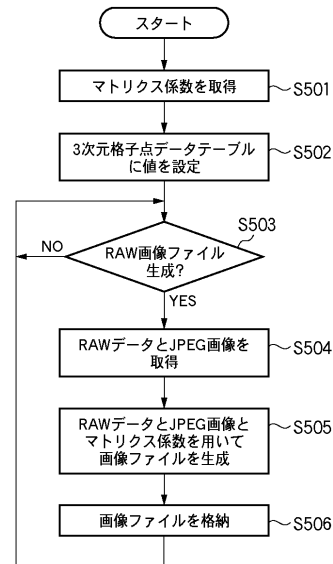 スタート
マトリクス係数を取得
S501
3次元格子点データテーブル
に値を設定
S502
S503
NO
RAW画像ファイル
生成?
YES
RAWデータとJPEG画像を
取得
S504
RAWデータとJPEG画像と
マトリクス係数を用いて
画像ファイルを生成
S505
画像ファイルを格納
S506